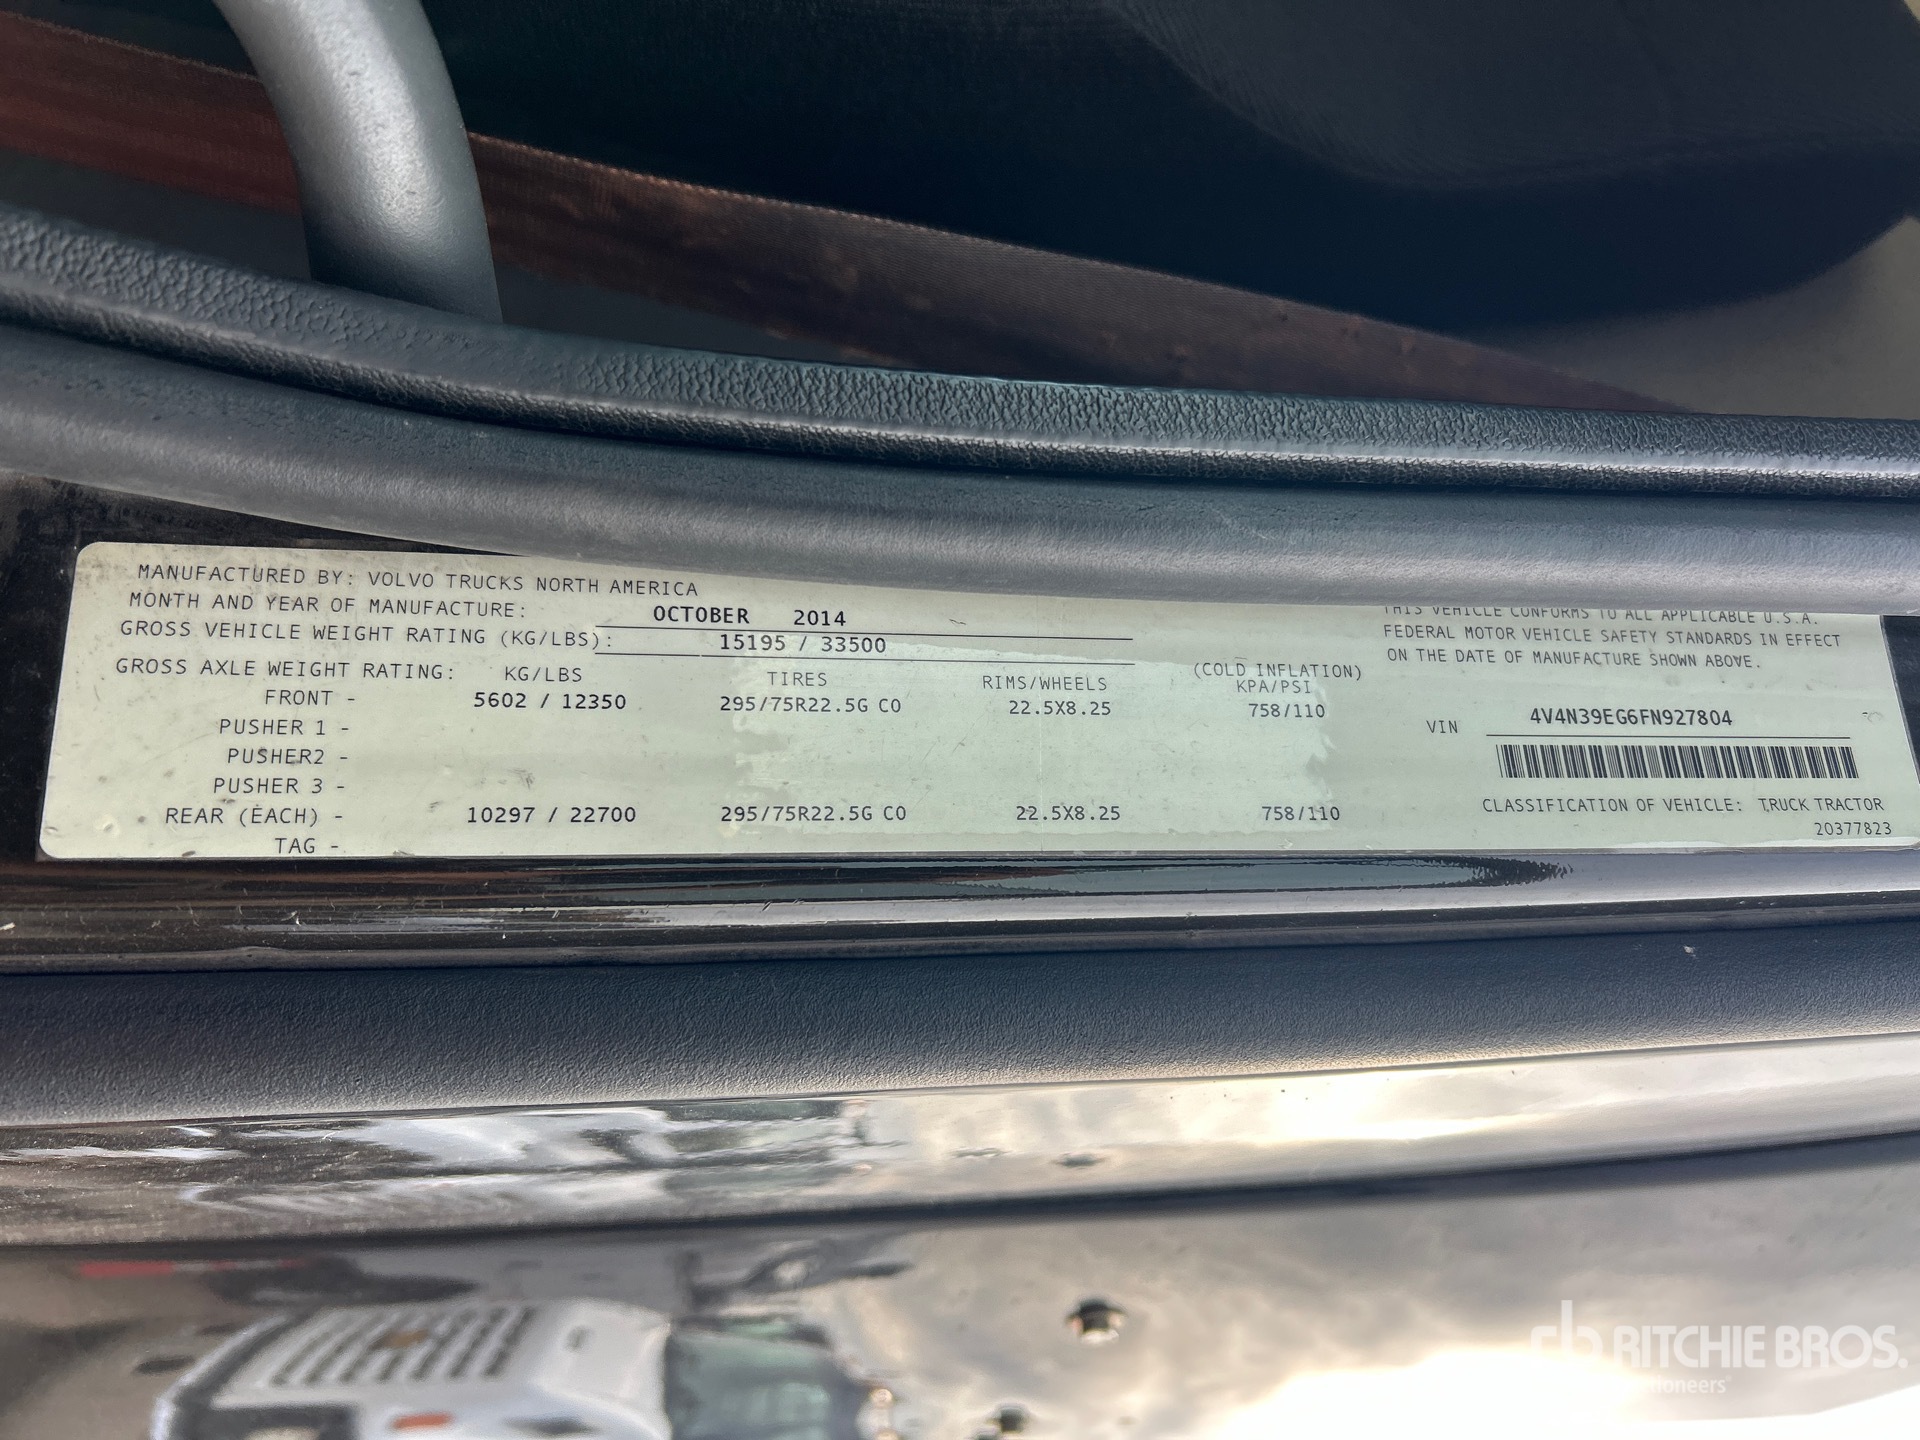 MANUFACTURED BY: VOLVO TRUCKS NORTH AMERICA
MONTH AND YEAR OF MANUFACTURE: OCTOBER 2014
GROSS VEHICLE WEIGHT RATING (KG/LBS): 15195 / 33500
GROSS AXLE WEIGHT RATING: KG/LBS TIRES RIMS/WHEELS (COLD INFLATION) KPA/PSI
FRONT - 5602 / 12350 295/75R22.5G CO 22.5X8.25 758/110
PUSHER 1 -
PUSHER2 -
PUSHER 3 -
REAR (EACH) - 10297 / 22700 295/75R22.5G CO 22.5X8.25 758/110
TAG -
THIS VEHICLE CONFORMS TO ALL APPLICABLE U.S.A.
FEDERAL MOTOR VEHICLE SAFETY STANDARDS IN EFFECT
ON THE DATE OF MANUFACTURE SHOWN ABOVE.
VIN 4V4N39EG6FN927804
CLASSIFICATION OF VEHICLE: TRUCK TRACTOR
20377823
rb RITCHIE BROS.